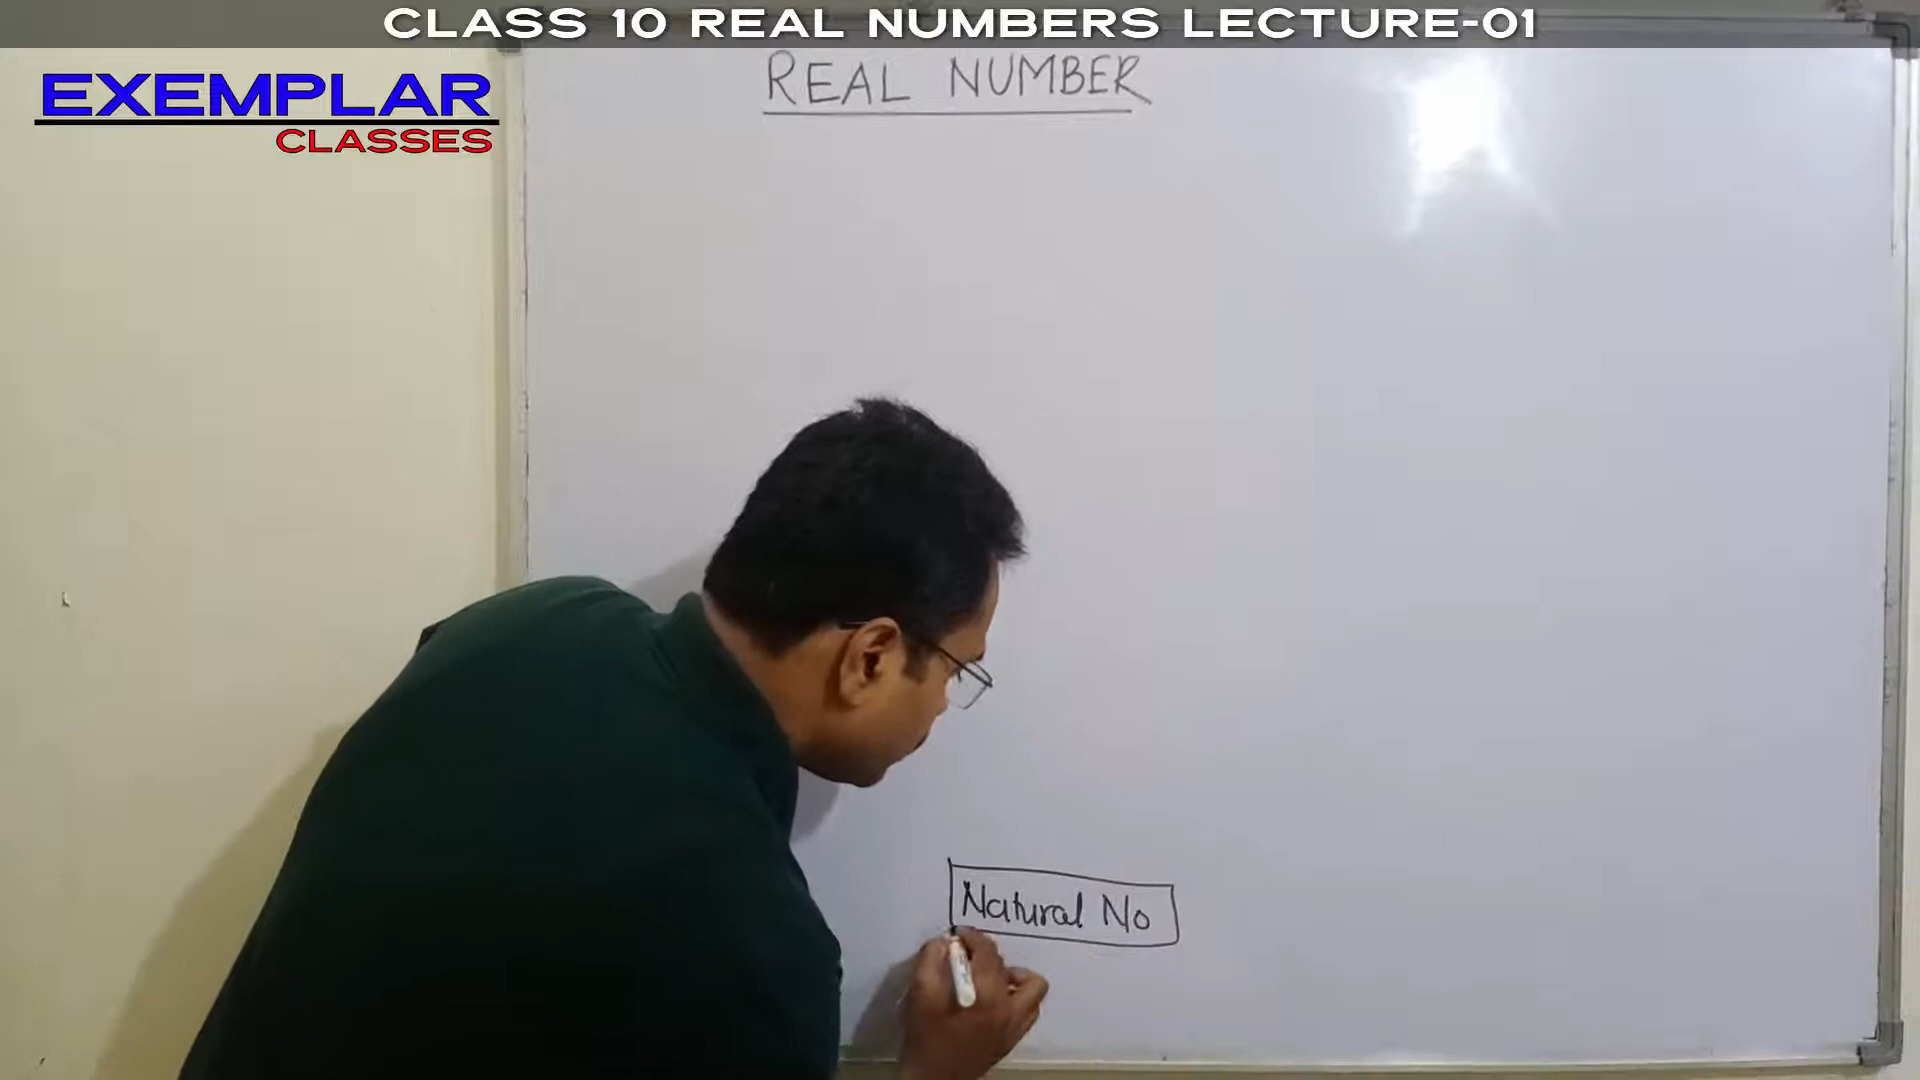 CLASS 10 REAL NUMBERS LECTURE-01
EXEMPLAR
CLASSES
REAL NUMBER
Natural No